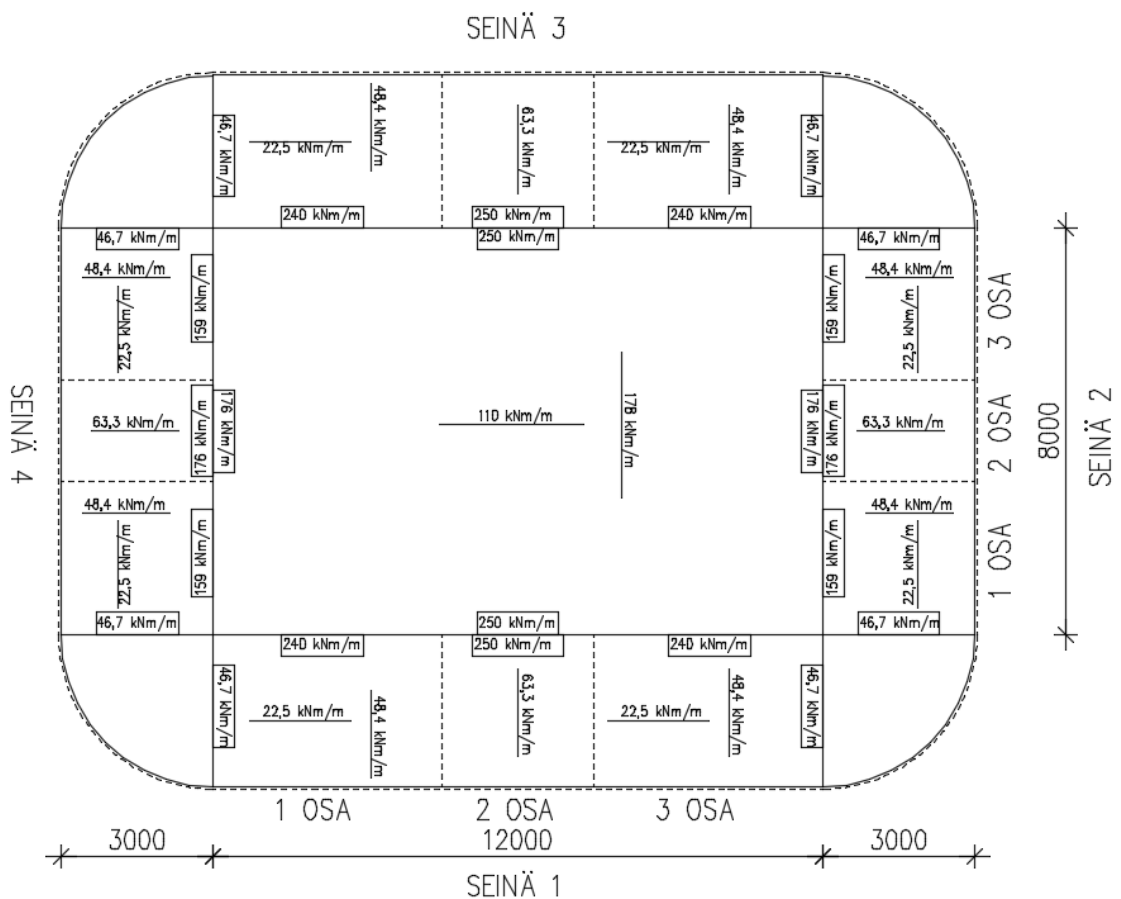 SEINÄ 3
46,7 kNm/m
22,5 kNm/m
48,4 kNm/m
63,3 kNm/m
22,5 kNm/m
48,4 kNm/m
46,7 kNm/m
240 kNm/m
250 kNm/m
240 kNm/m
46,7 kNm/m
250 kNm/m
46,7 kNm/m
48,4 kNm/m
22,5 kNm/m
159 kNm/m
159 kNm/m
48,4 kNm/m
22,5 kNm/m
3 OSA
SEINÄ 4
63,3 kNm/m
176 kNm/m
176 kNm/m
110 kNm/m
178 kNm/m
176 kNm/m
176 kNm/m
63,3 kNm/m
2 OSA
8000
SEINÄ 2
48,4 kNm/m
22,5 kNm/m
159 kNm/m
159 kNm/m
48,4 kNm/m
22,5 kNm/m
1 OSA
46,7 kNm/m
250 kNm/m
46,7 kNm/m
240 kNm/m
250 kNm/m
240 kNm/m
46,7 kNm/m
22,5 kNm/m
48,4 kNm/m
63,3 kNm/m
22,5 kNm/m
48,4 kNm/m
46,7 kNm/m
1 OSA
2 OSA
3 OSA
3000
12000
3000
SEINÄ 1